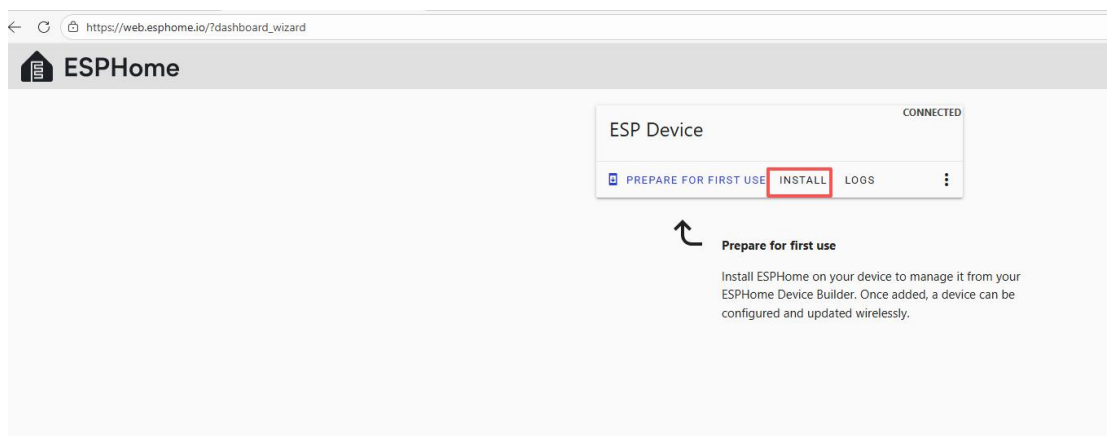 https://web.esphome.io/?dashboard_wizard
ESPHome
CONNECTED
ESP Device
PREPARE FOR FIRST USE INSTALL LOGS
Prepare for first use
Install ESPHome on your device to manage it from your
ESPHome Device Builder. Once added, a device can be
configured and updated wirelessly.